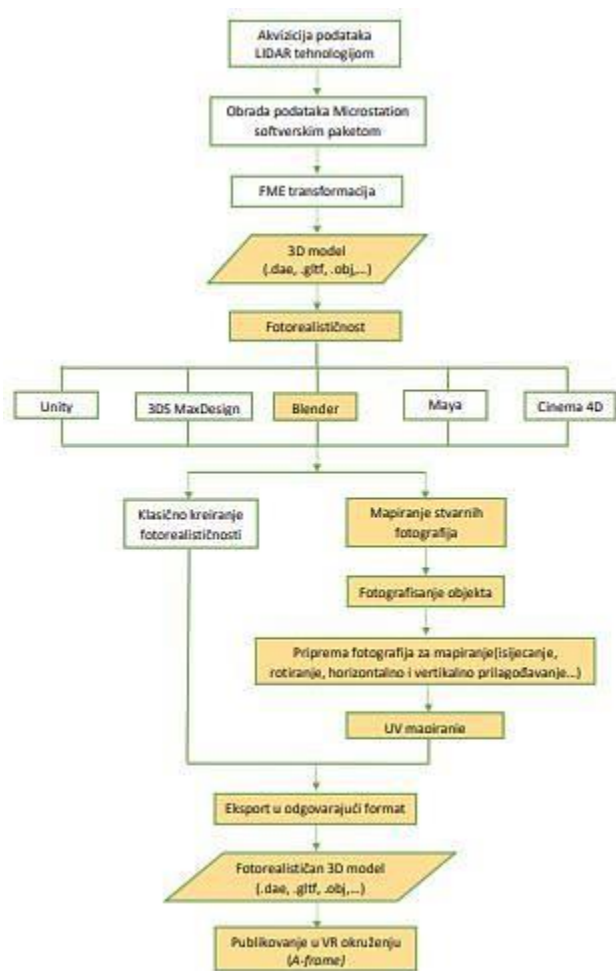 Akvizicija podataka
LIDAR tehnologijom
Obrada podataka Microstation
softverskim paketom
FME transformacija
3D model
(.dae, .gltf, .obj,...)
Fotorealističnost
Unity
3DS MaxDesign
Blender
Maya
Cinema 4D
Klasično kreiranje
fotorealističnosti
Mapiranje stvarnih
fotografija
Fotografisanje objekta
Priprema fotografija za mapiranje(isijecanje,
rotiranje, horizontalno i vertikalno prilagođavanje...)
UV mapiranje
Eksport u odgovarajući format
Fotorealističan 3D model
(.dae, .gltf, .obj,...)
Publikovanje u VR okruženju
(A-frame)